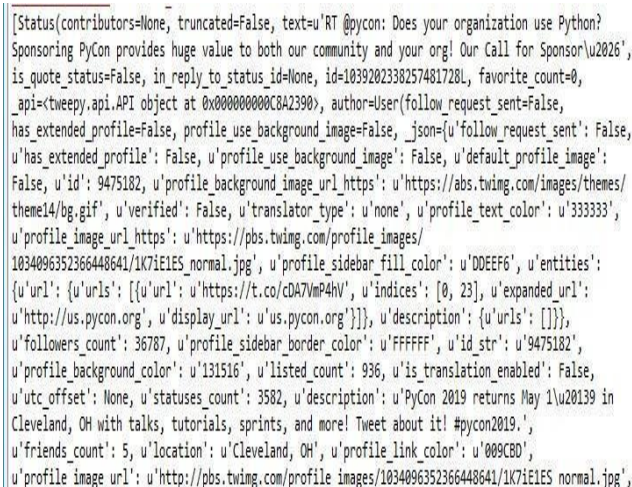 [Status(contributors=None, truncated=False, text=u'RT @pycon: Does your organization use Python?
Sponsoring PyCon provides huge value to both our community and your org! Our Call for Sponsor\u2026',
is_quote_status=False, in_reply_to_status_id=None, id=1039202338257481728L, favorite_count=0,
_api=<tweepy.api.API object at 0x000000000C8A2390>, author=User(follow_request_sent=False,
has_extended_profile=False, profile_use_background_image=False, _json={u'follow_request_sent': False,
u'has_extended_profile': False, u'profile_use_background_image': False, u'default_profile_image':
False, u'id': 9475182, u'profile_background_image_url_https': u'https://abs.twimg.com/images/themes/
theme14/bg.gif', u'verified': False, u'translator_type': u'none', u'profile_text_color': u'333333',
u'profile_image_url_https': u'https://pbs.twimg.com/profile_images/
1034096352366448641/1K7iE1ES_normal.jpg', u'profile_sidebar_fill_color': u'DDEEF6', u'entities':
{u'url': {u'urls': [{u'url': u'https://t.co/cDA7VmP4hV', u'indices': [0, 23], u'expanded_url':
u'http://us.pycon.org', u'display_url': u'us.pycon.org'}]}, u'description': {u'urls': []}},
u'followers_count': 36787, u'profile_sidebar_border_color': u'FFFFFF', u'id_str': u'9475182',
u'profile_background_color': u'131516', u'listed_count': 936, u'is_translation_enabled': False,
u'utc_offset': None, u'statuses_count': 3582, u'description': u'PyCon 2019 returns May 1\u20139 in
Cleveland, OH with talks, tutorials, sprints, and more! Tweet about it! #pycon2019.',
u'friends_count': 5, u'location': u'Cleveland, OH', u'profile_link_color': u'009CBD',
u'profile_image_url': u'http://pbs.twimg.com/profile_images/1034096352366448641/1K7iE1ES_normal.jpg',